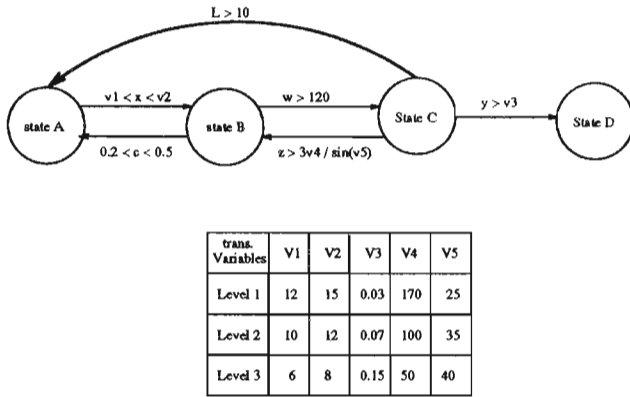 L > 10
v1 < x < v2
w > 120
y > v3
state A
state B
State C
State D
0.2 < c < 0.5
z > 3v4 / sin(v5)
trans. Variables V1 V2 V3 V4 V5
Level 1 12 15 0.03 170 25
Level 2 10 12 0.07 100 35
Level 3 6 8 0.15 50 40